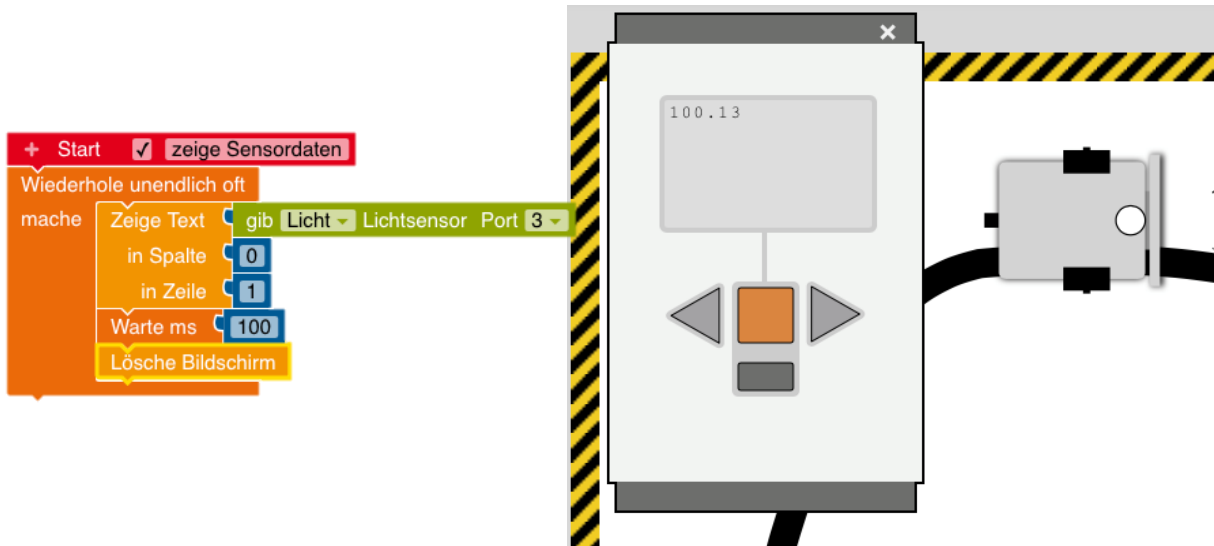 + Start ✓ zeige Sensordaten
Wiederhole unendlich oft
mache Zeige Text gib Licht Lichtsensor Port 3
in Spalte 0
in Zeile 1
Warte ms 100
Lösche Bildschirm
×
100.13